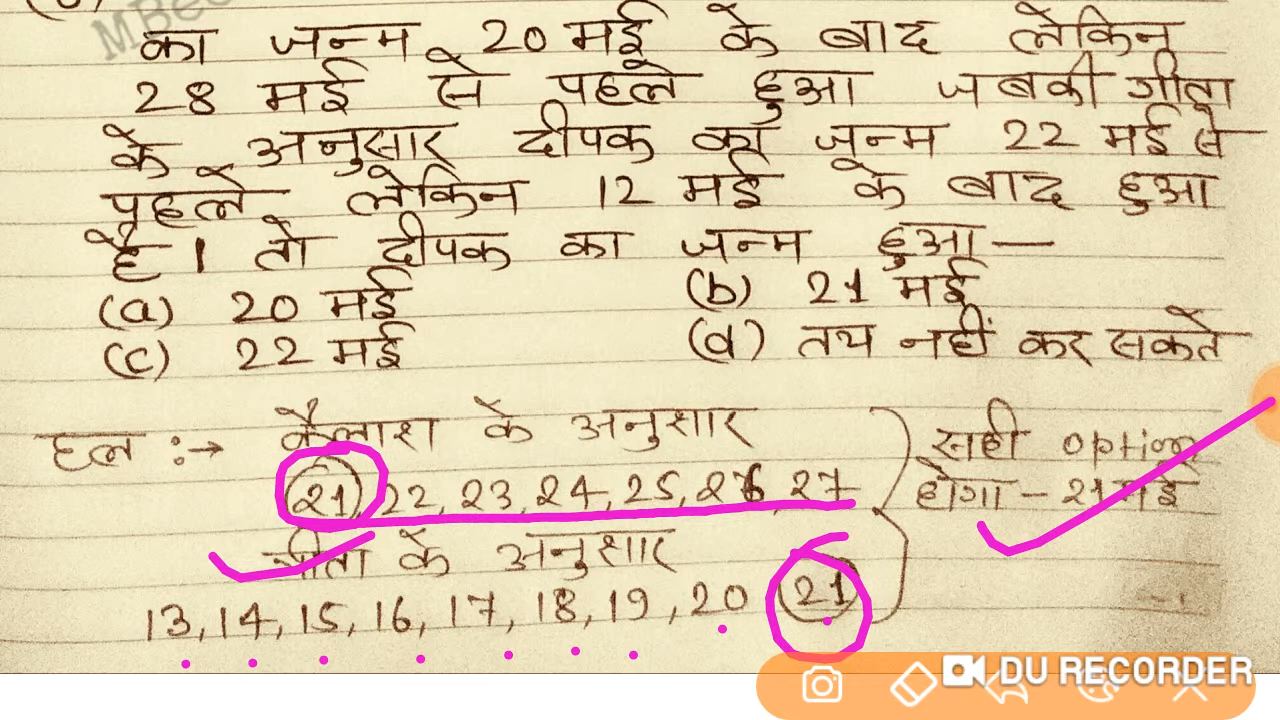 का जन्म 20 मई के बाद लेकिन
28 मई से पहले हुआ जबकी गीता
के अनुसार दीपक का जून्म 22 मई से
पहले लेकिन 12 मई के बाद हुआ
है। तो दीपक का जन्म हुआ—
(a) 20 मई (b) 21 मई
(c) 22 मई (d) तय नहीं कर सकते
हल :→ कैलाश के अनुसार
21, 22, 23, 24, 25, 26, 27
गीता के अनुसार
13, 14, 15, 16, 17, 18, 19, 20 21
सही option
होगा – 21 मई
DU RECORDER